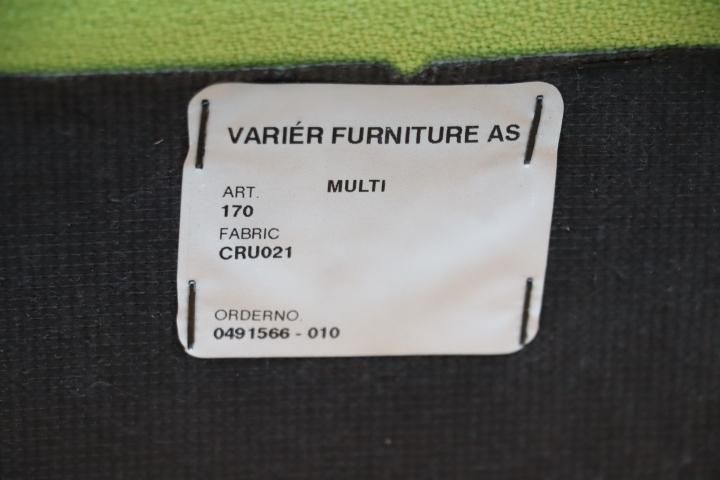 VARIÉR FURNITURE AS
ART. MULTI
170
FABRIC
CRU021
ORDERNO.
0491566 - 010